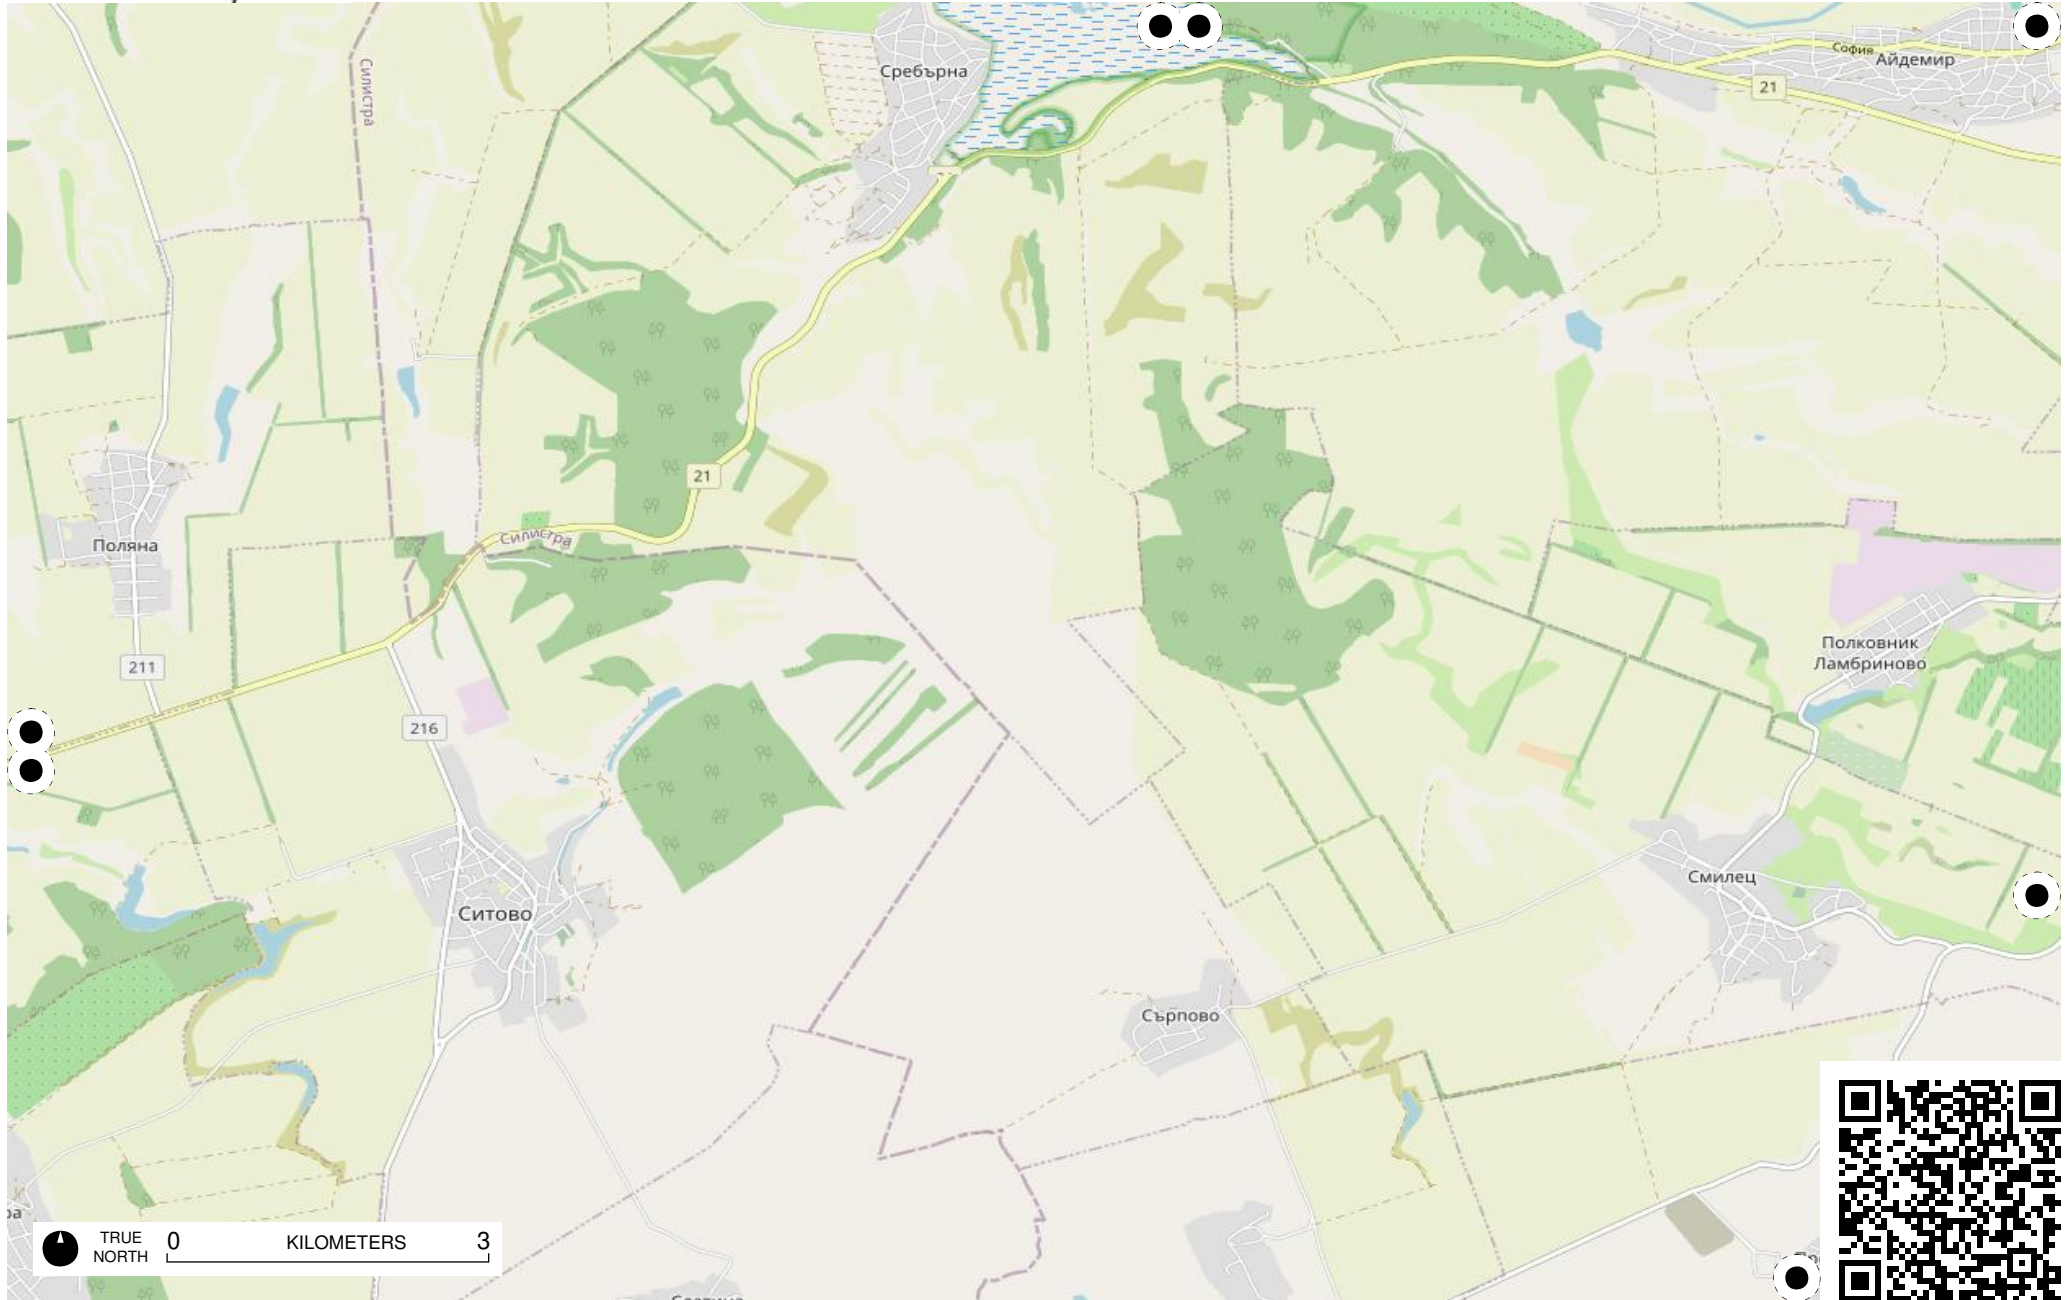 Сребърна
София
Айдемир
21
Силистра
21
Силистра
Поляна
Полковник
Ламбриново
211
216
Смилец
Ситово
Сърпово
TRUE
NORTH
0 KILOMETERS 3